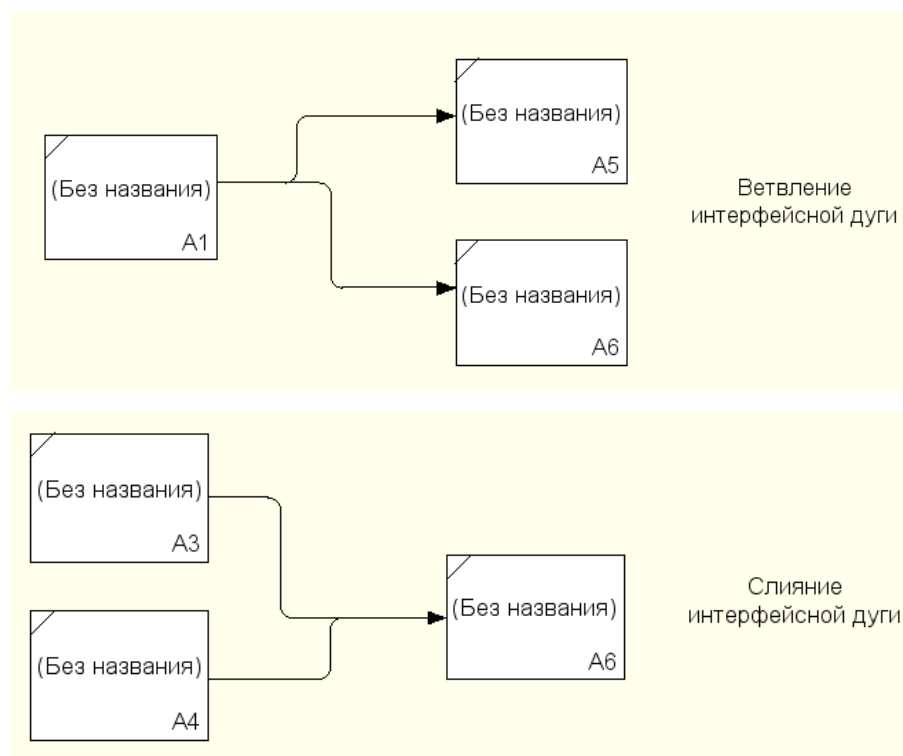 (Без названия)
A5
(Без названия)
A1
Ветвление
интерфейсной дуги
(Без названия)
A6
(Без названия)
A3
(Без названия)
A6
Слияние
интерфейсной дуги
(Без названия)
A4